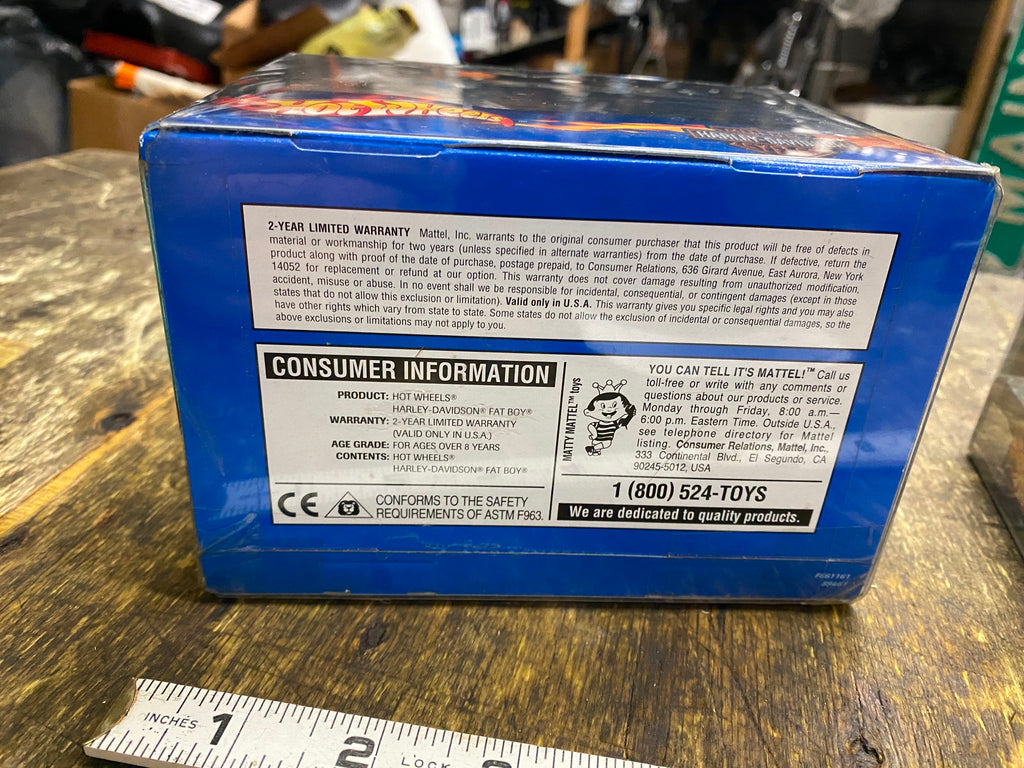 HOT WHEELS
2-YEAR LIMITED WARRANTY Mattel, Inc. warrants to the original consumer purchaser that this product will be free of defects in
material or workmanship for two years (unless specified in alternate warranties) from the date of purchase. If defective, return the
product along with proof of the date of purchase, postage prepaid, to Consumer Relations, 636 Girard Avenue, East Aurora, New York
14052 for replacement or refund at our option. This warranty does not cover damage resulting from unauthorized modification,
accident, misuse or abuse. In no event shall we be responsible for incidental, consequential, or contingent damages (except in those
states that do not allow this exclusion or limitation). Valid only in U.S.A. This warranty gives you specific legal rights and you may also
have other rights which vary from state to state. Some states do not allow the exclusion of incidental or consequential damages, so the
above exclusions or limitations may not apply to you.
CONSUMER INFORMATION
PRODUCT: HOT WHEELS®
HARLEY-DAVIDSON® FAT BOY®
WARRANTY: 2-YEAR LIMITED WARRANTY
(VALID ONLY IN U.S.A.)
AGE GRADE: FOR AGES OVER 8 YEARS
CONTENTS: HOT WHEELS®
HARLEY-DAVIDSON® FAT BOY®
CE
CONFORMS TO THE SAFETY
REQUIREMENTS OF ASTM F963.
MATTY MATTEL™ toys
YOU CAN TELL IT'S MATTEL!™ Call us
toll-free or write with any comments or
questions about our products or service.
Monday through Friday, 8:00 a.m.—
6:00 p.m. Eastern Time. Outside U.S.A.,
see telephone directory for Mattel
listing. Consumer Relations, Mattel, Inc.,
333 Continental Blvd., El Segundo, CA
90245-5012, USA
1 (800) 524-TOYS
We are dedicated to quality products.
INCHES 1
2
LOCK